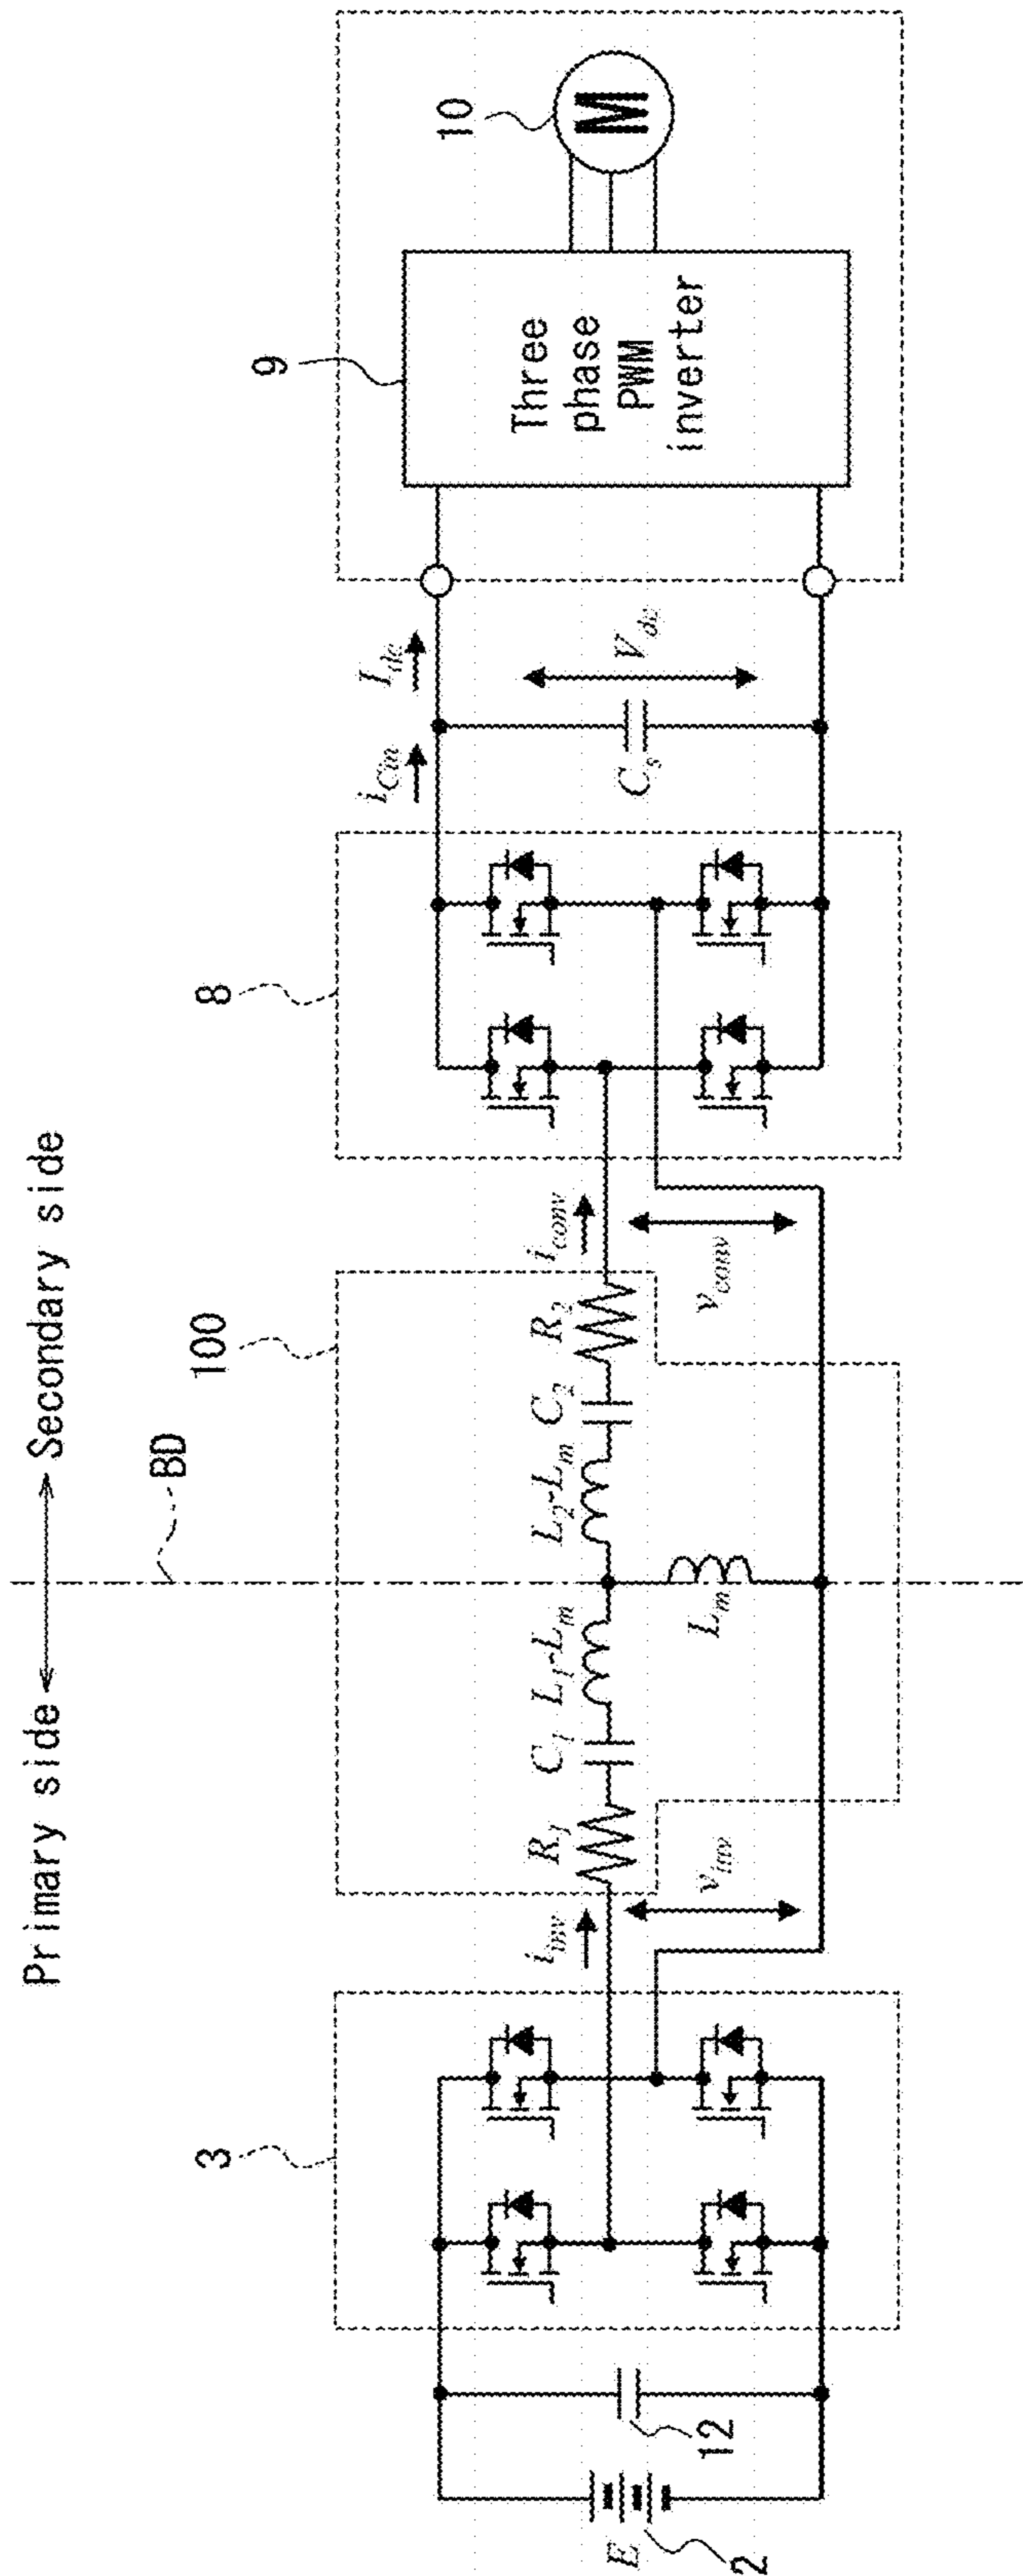 Primary side
Secondary side
BD
100
3
8
9
10
E
2
12
i_inv
v_inv
R_1
C_1
L_1-L_m
L_m
L_2-L_m
C_2
R_2
i_conv
v_conv
i_Cin
I_dc
C_s
V_dc
Three
phase
PWM
inverter
M